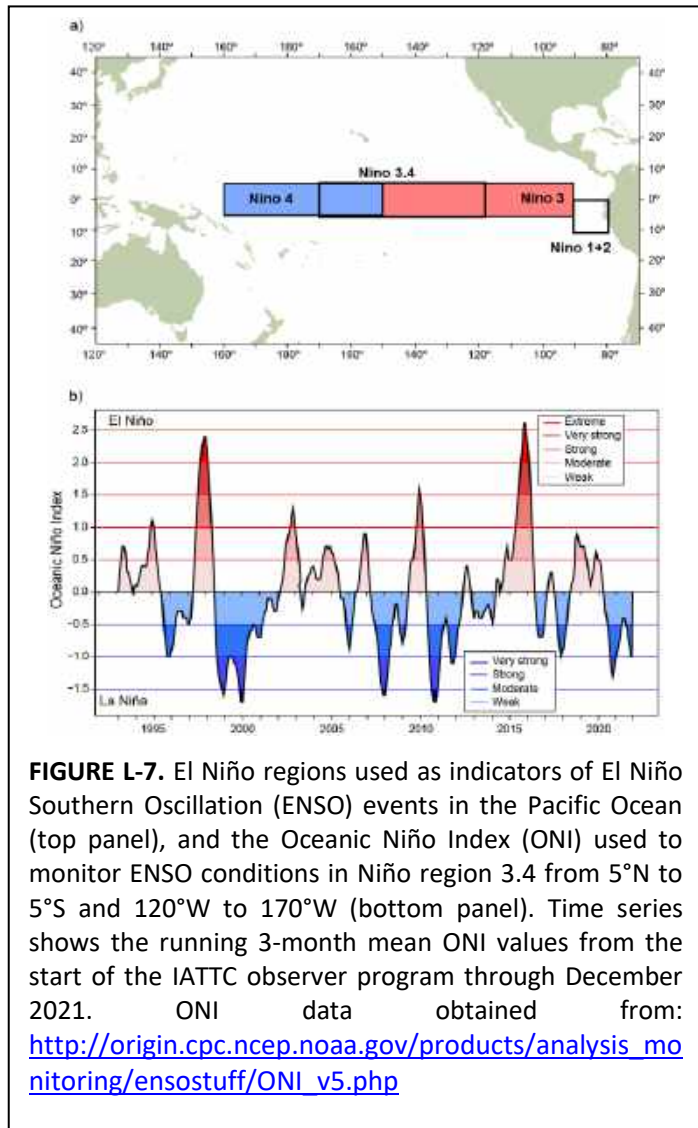 a)
120° 140° 160° 180° 160° 140° 120° 100° 80°
40° 40°
30° 30°
20° 20°
Nino 3.4
10° 10°
Nino 4 Nino 3
0° 0°
10° 10°
Nino 1+2
20° 20°
30° 30°
40° 40°
120° 140° 160° 180° 160° 140° 120° 100° 80°
b)
El Niño
Extreme
Very strong
Strong
Moderate
Weak
Oceanic Niño Index
2.5
2.0
1.5
1.0
0.5
0.0
−0.5
−1.0
−1.5
Very strong
Strong
Moderate
Weak
La Niña
1995 2000 2005 2010 2015 2020
FIGURE L-7. El Niño regions used as indicators of El Niño
Southern Oscillation (ENSO) events in the Pacific Ocean
(top panel), and the Oceanic Niño Index (ONI) used to
monitor ENSO conditions in Niño region 3.4 from 5°N to
5°S and 120°W to 170°W (bottom panel). Time series
shows the running 3-month mean ONI values from the
start of the IATTC observer program through December
2021. ONI data obtained from:
http://origin.cpc.ncep.noaa.gov/products/analysis_mo
nitoring/ensostuff/ONI_v5.php